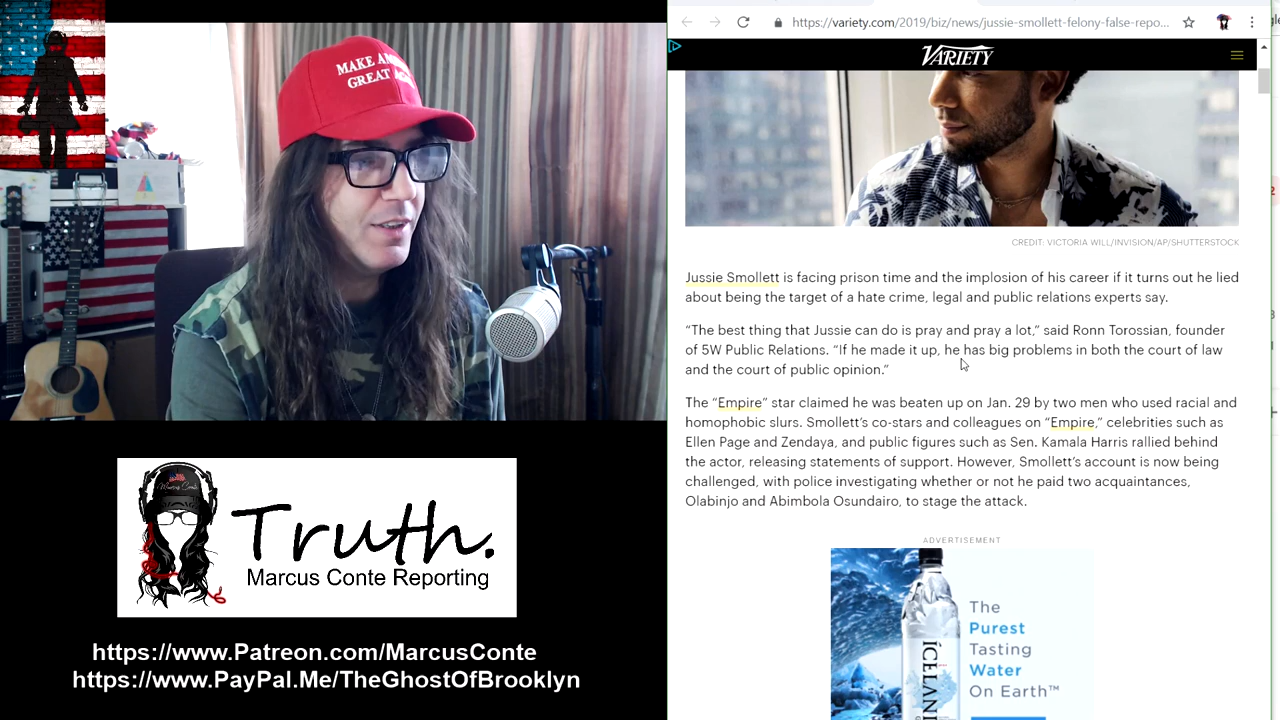 MAKE AM
GREAT AGA
Truth.
Marcus Conte Reporting
https://www.Patreon.com/MarcusConte
https://www.PayPal.Me/TheGhostOfBrooklyn
https://variety.com/2019/biz/news/jussie-smollett-felony-false-repo...
VARIETY
CREDIT: VICTORIA WILL/INVISION/AP/SHUTTERSTOCK
Jussie Smollett is facing prison time and the implosion of his career if it turns out he lied
about being the target of a hate crime, legal and public relations experts say.
“The best thing that Jussie can do is pray and pray a lot,” said Ronn Torossian, founder
of 5W Public Relations. “If he made it up, he has big problems in both the court of law
and the court of public opinion.”
The “Empire” star claimed he was beaten up on Jan. 29 by two men who used racial and
homophobic slurs. Smollett’s co-stars and colleagues on “Empire,” celebrities such as
Ellen Page and Zendaya, and public figures such as Sen. Kamala Harris rallied behind
the actor, releasing statements of support. However, Smollett’s account is now being
challenged, with police investigating whether or not he paid two acquaintances,
Olabinjo and Abimbola Osundairo, to stage the attack.
ADVERTISEMENT
The
Purest
Tasting
Water
On Earth™
ICELANI